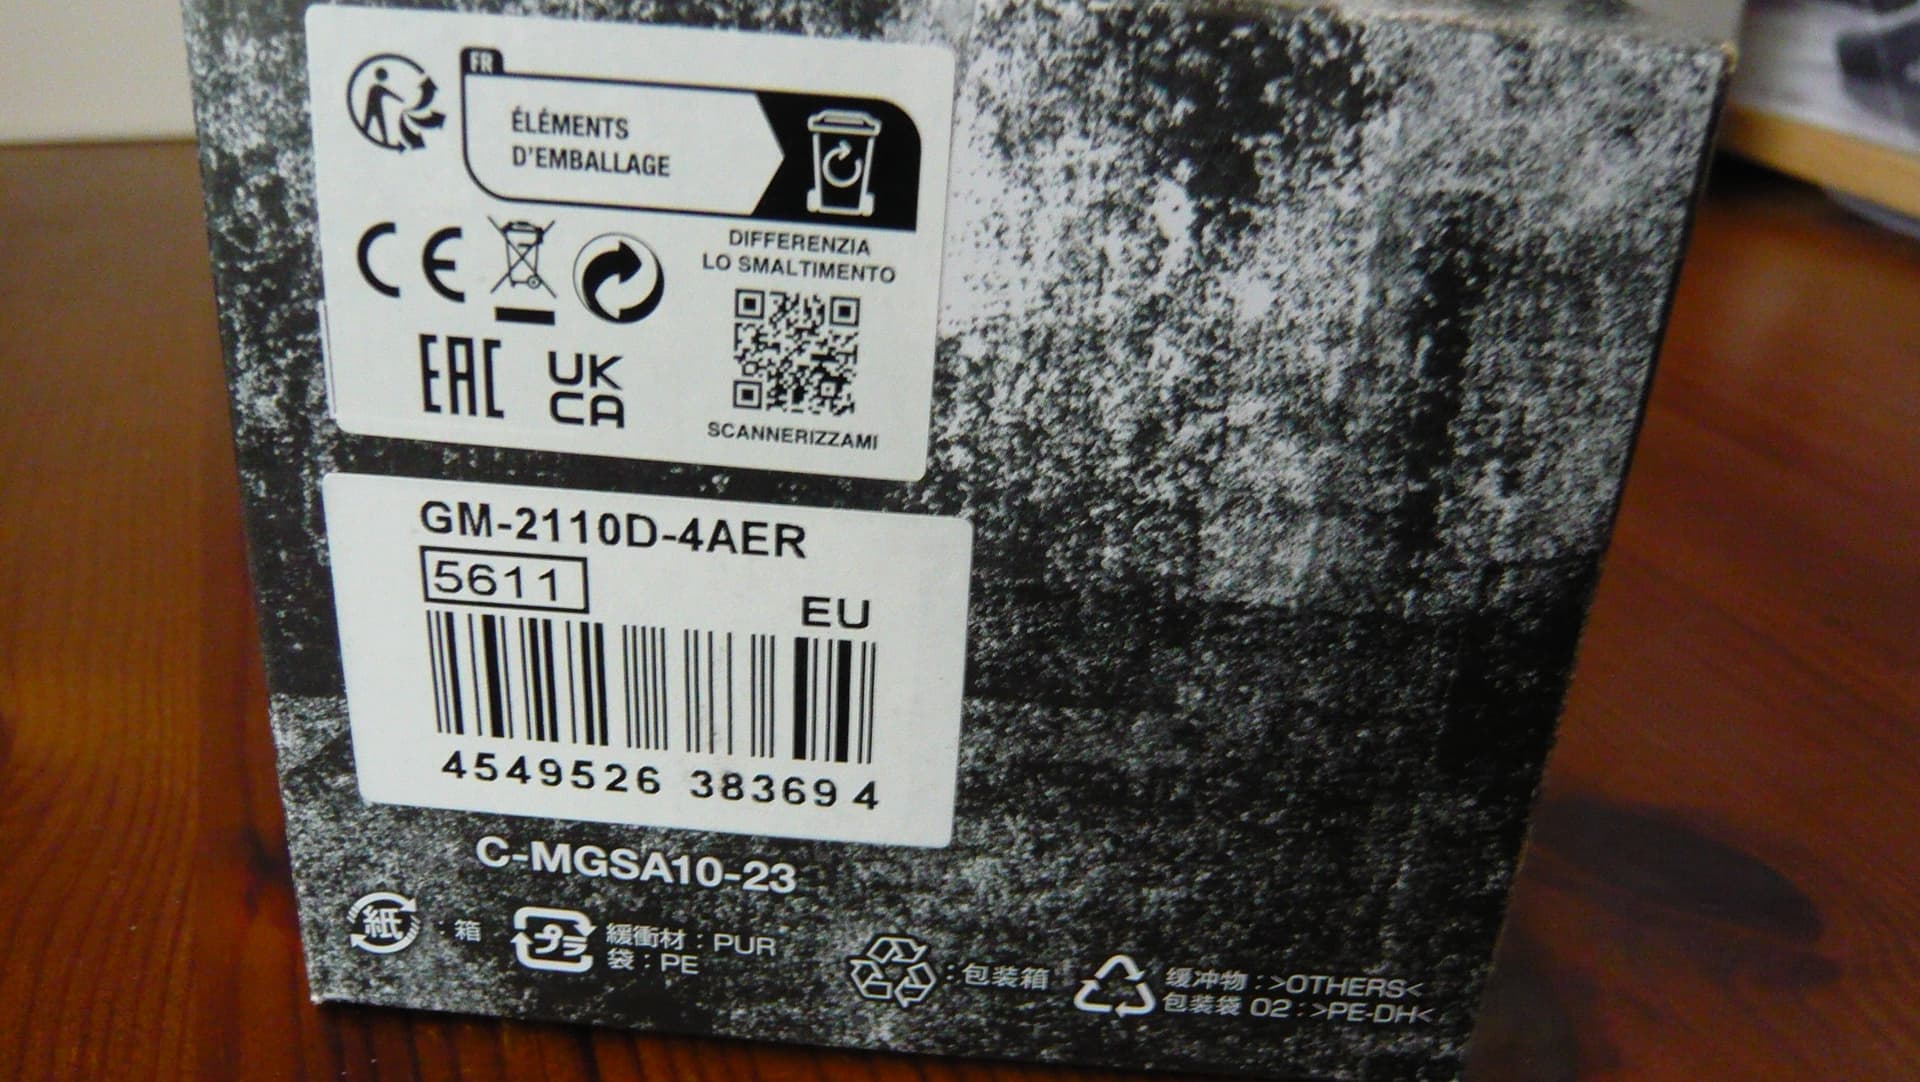 FR
ÉLÉMENTS
D'EMBALLAGE
CE
DIFFERENZIA
LO SMALTIMENTO
EAC
UK
CA
SCANNERIZZAMI
GM-2110D-4AER
5611
EU
4549526 383694
C-MGSA10-23
紙 : 箱
プラ 緩衝材 : PUR
袋 : PE
: 包装箱
缓冲物 : >OTHERS<
包装袋 02 : >PE-DH<